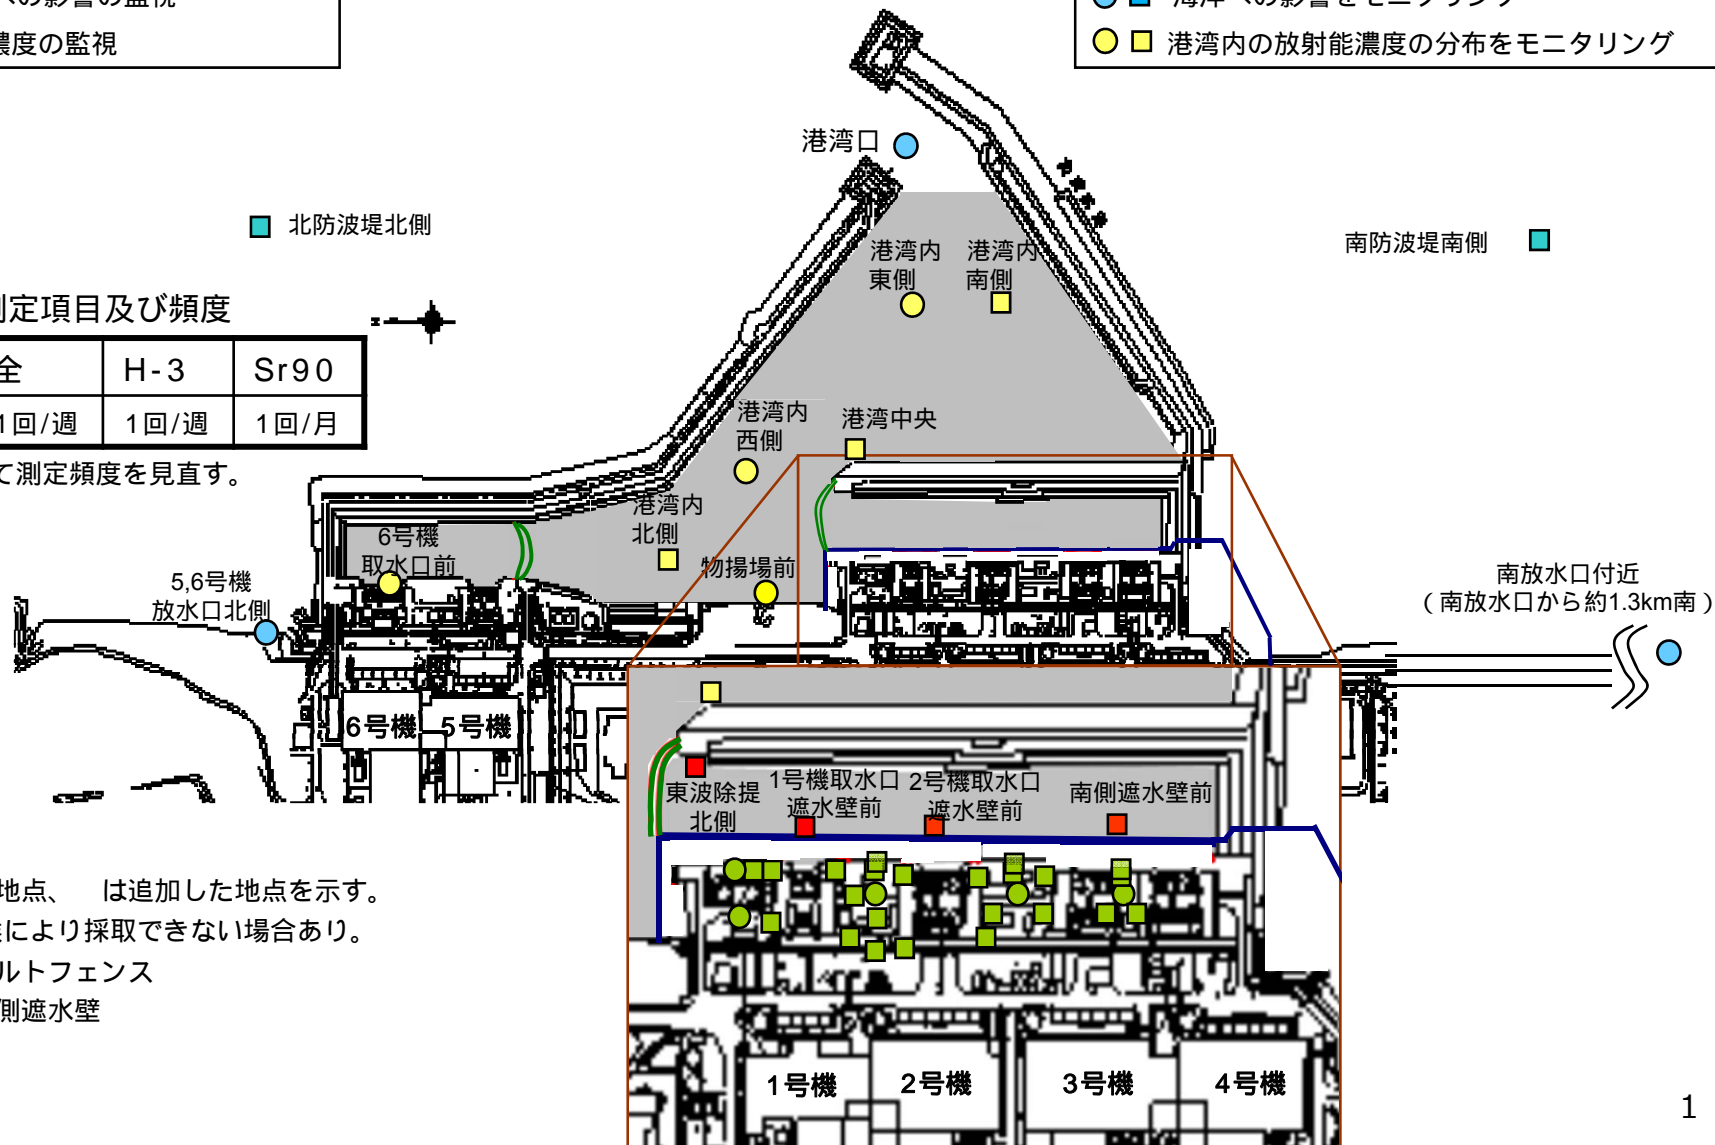 への影響の監視
濃度の監視
海洋への影響をモニタリング
港湾内の放射能濃度の分布をモニタリング
港湾口
北防波堤北側
南防波堤南側
港湾内
東側
港湾内
南側
測定項目及び頻度
全
H-3
Sr90
1回/週
1回/週
1回/月
て測定頻度を見直す。
港湾内
西側
港湾中央
港湾内
北側
物揚場前
6号機
取水口前
5,6号機
放水口北側
南放水口付近
(南放水口から約1.3km南)
6号機
5号機
東波除堤
北側
1号機取水口
遮水壁前
2号機取水口
遮水壁前
南側遮水壁前
地点、 は追加した地点を示す。
により採取できない場合あり。
ルトフェンス
側遮水壁
1号機
2号機
3号機
4号機
1